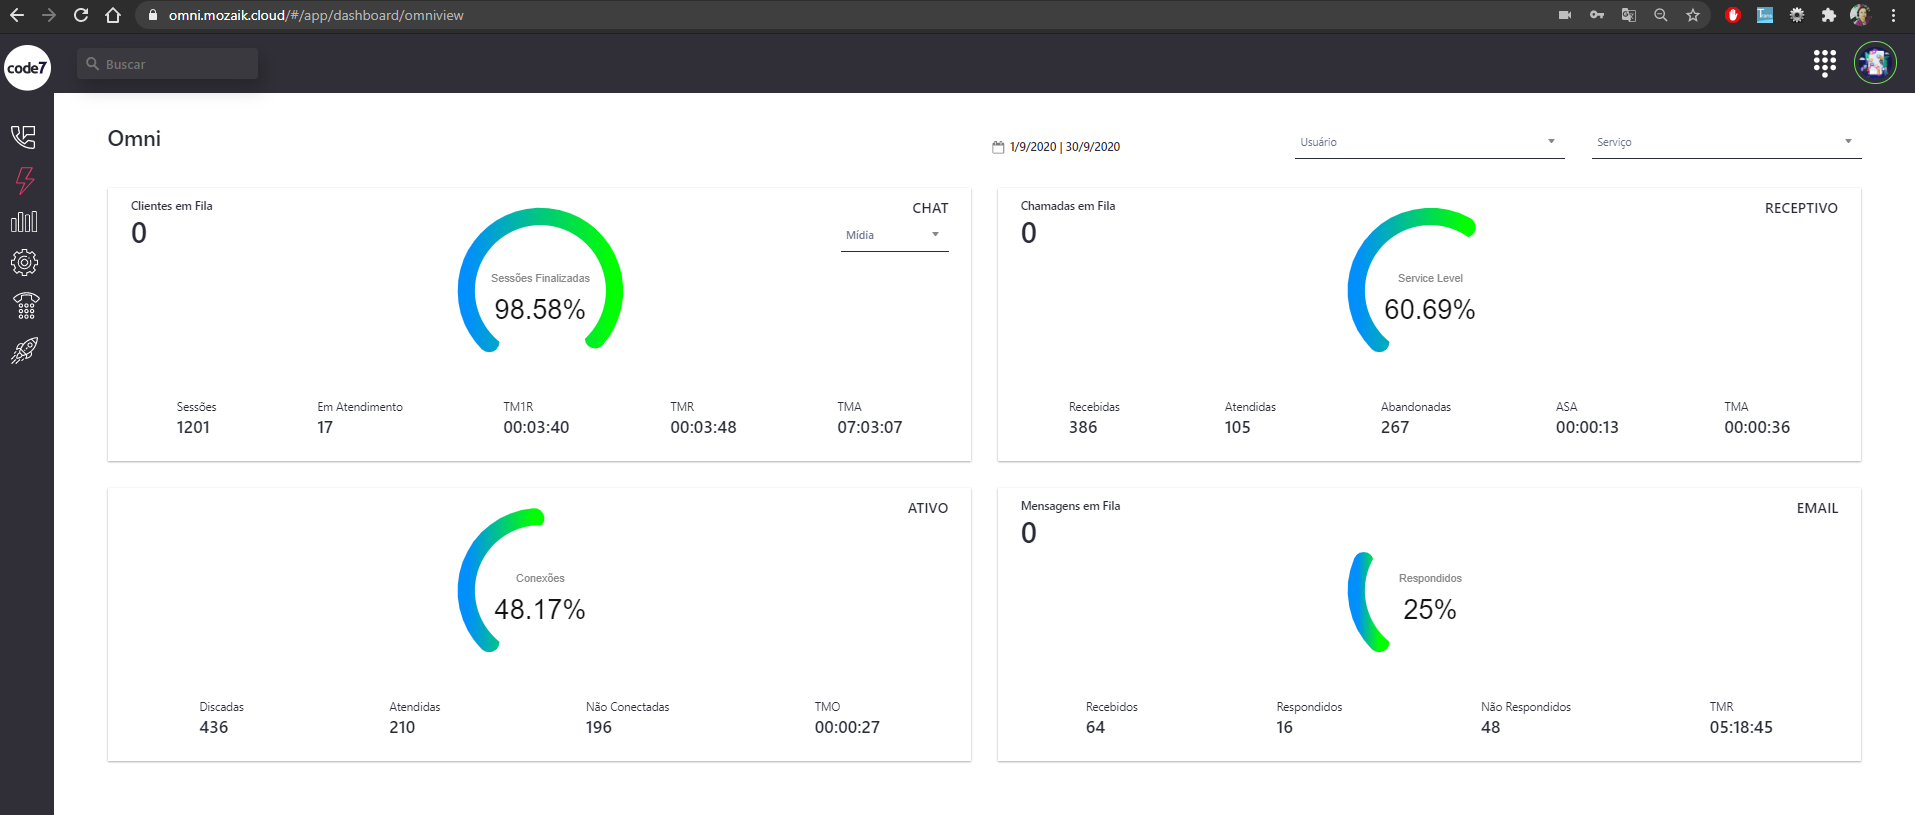 omni.mozaik.cloud/#/app/dashboard/omniview
code7
Buscar
Omni
1/9/2020 | 30/9/2020
Usuário
Serviço
Clientes em Fila
0
CHAT
Mídia
Sessões Finalizadas
98.58%
Sessões
1201
Em Atendimento
17
TM1R
00:03:40
TMR
00:03:48
TMA
07:03:07
Chamadas em Fila
0
RECEPTIVO
Service Level
60.69%
Recebidas
386
Atendidas
105
Abandonadas
267
ASA
00:00:13
TMA
00:00:36
ATIVO
Conexões
48.17%
Discadas
436
Atendidas
210
Não Conectadas
196
TMO
00:00:27
Mensagens em Fila
0
EMAIL
Respondidos
25%
Recebidos
64
Respondidos
16
Não Respondidos
48
TMR
05:18:45